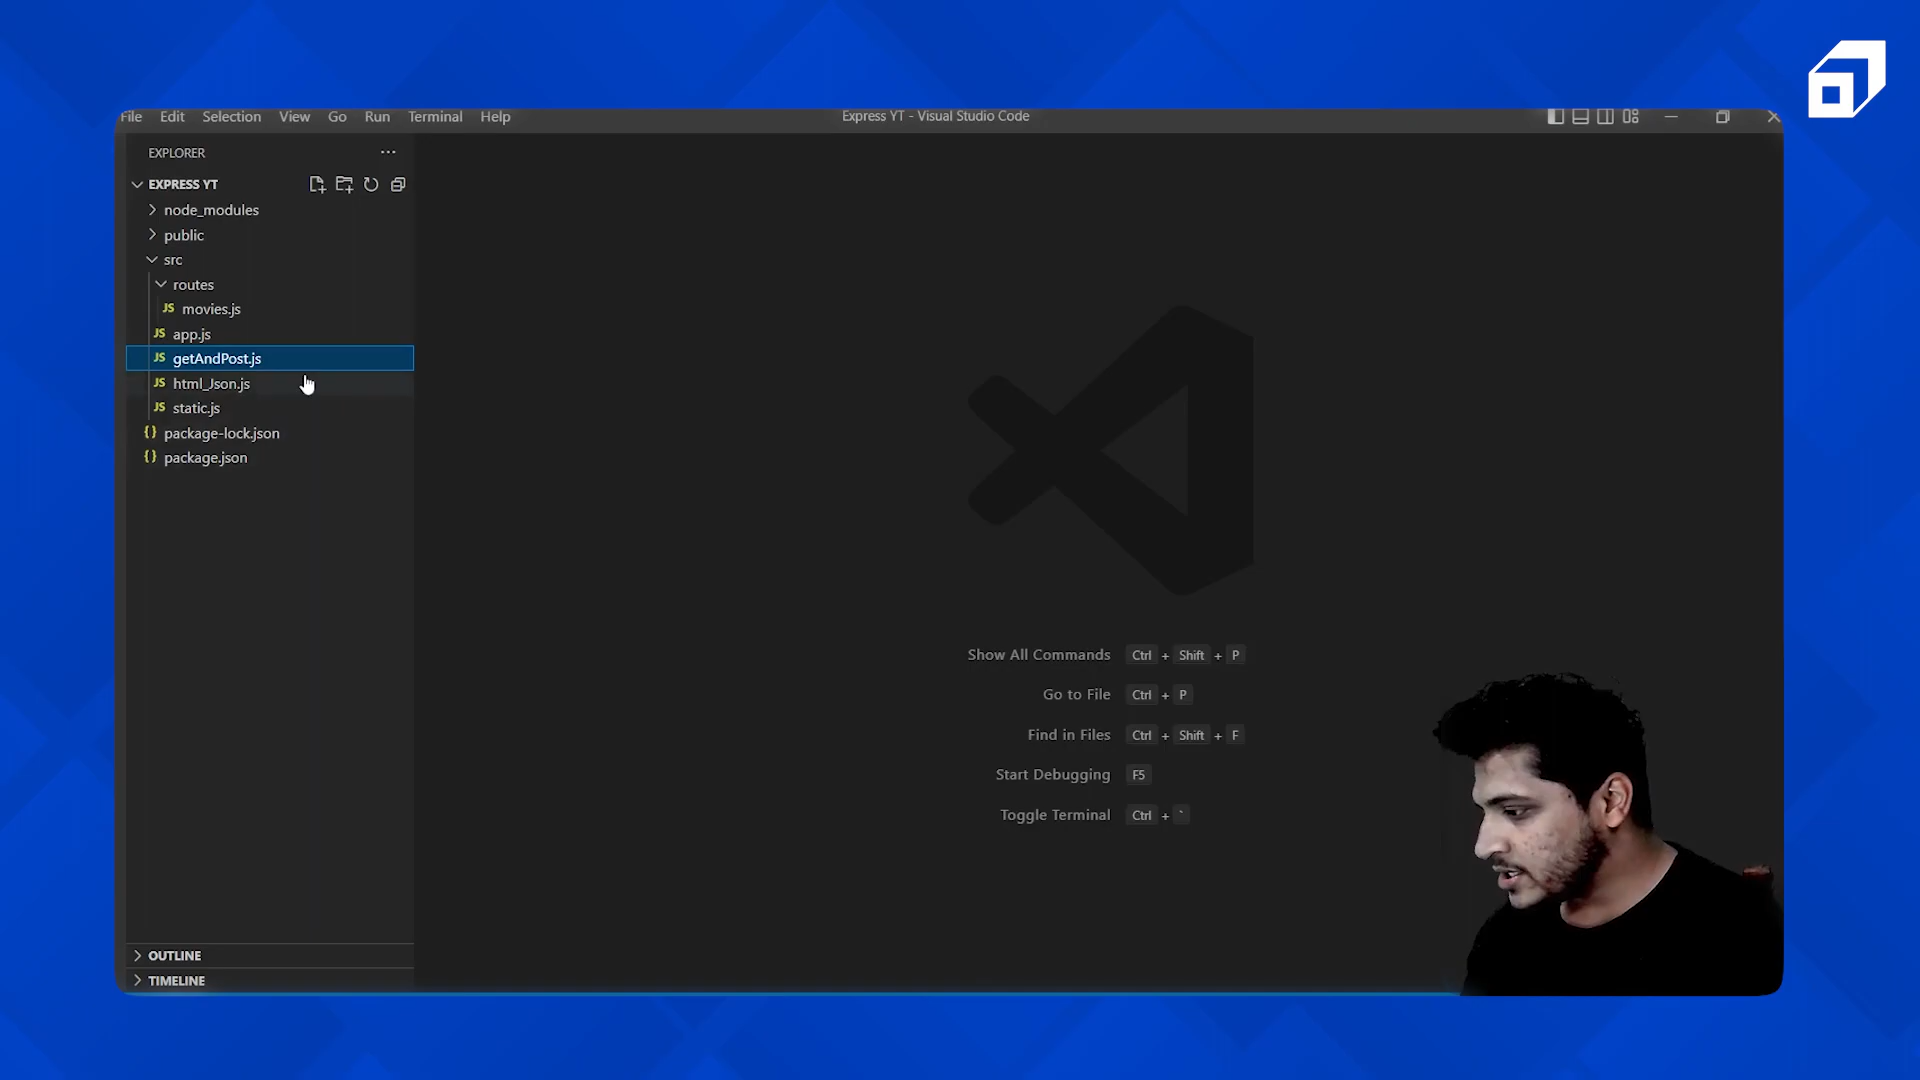 File Edit Selection View Go Run Terminal Help
Express YT - Visual Studio Code
EXPLORER
EXPRESS YT
node_modules
public
src
routes
JS movies.js
JS app.js
JS getAndPost.js
JS html_Json.js
JS static.js
{} package-lock.json
{} package.json
Show All Commands Ctrl + Shift + P
Go to File Ctrl + P
Find in Files Ctrl + Shift + F
Start Debugging F5
Toggle Terminal Ctrl + `
OUTLINE
TIMELINE